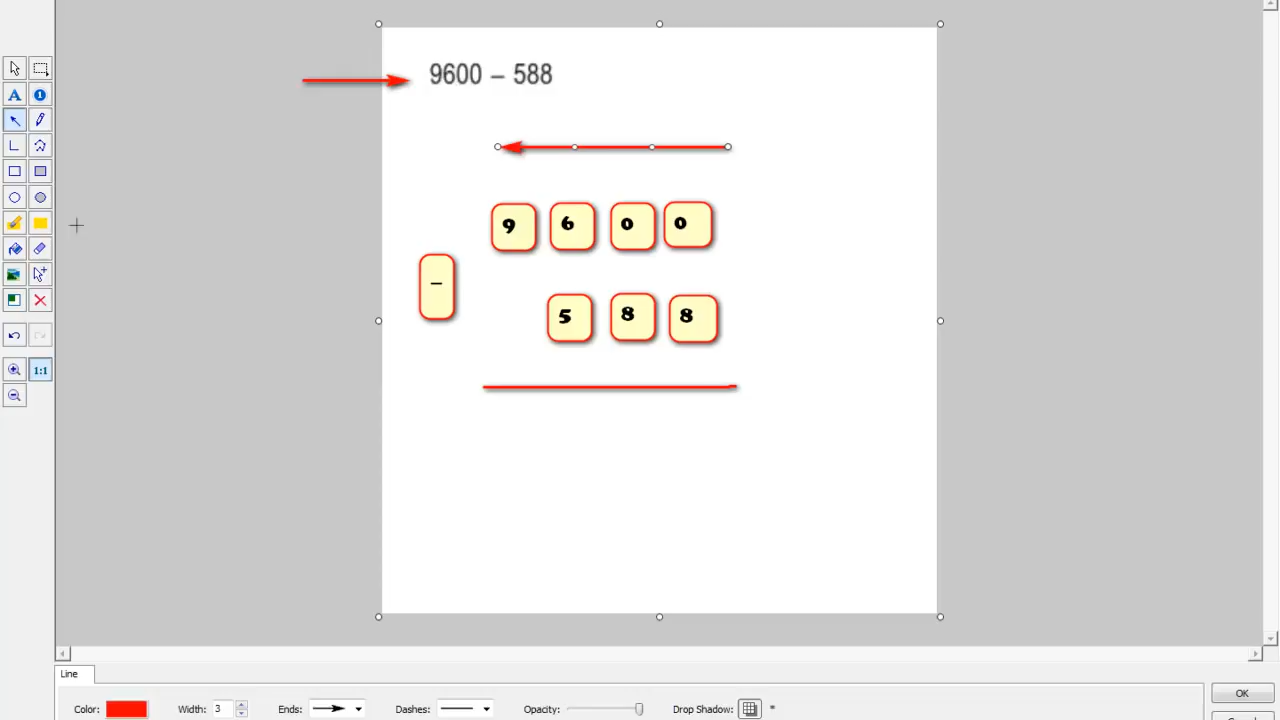 9600 – 588
9 6 0 0
–
5 8 8
A
1
1:1
Line
Color:
Width: 3
Ends:
Dashes:
Opacity:
Drop Shadow:
OK